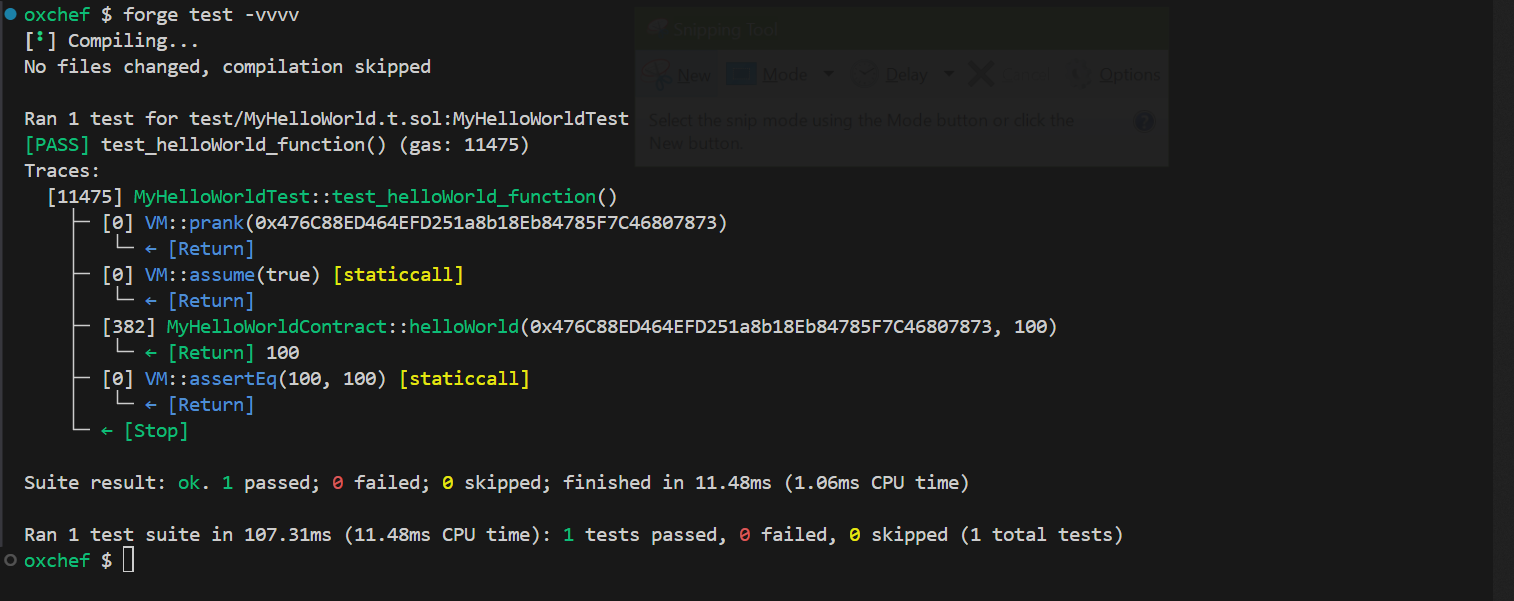 oxchef $ forge test -vvvv
[⠃] Compiling...
No files changed, compilation skipped
Ran 1 test for test/MyHelloWorld.t.sol:MyHelloWorldTest
[PASS] test_helloWorld_function() (gas: 11475)
Traces:
[11475] MyHelloWorldTest::test_helloWorld_function()
├─ [0] VM::prank(0x476C88ED464EFD251a8b18Eb84785F7C46807873)
│ └─ ← [Return]
├─ [0] VM::assume(true) [staticcall]
│ └─ ← [Return]
├─ [382] MyHelloWorldContract::helloWorld(0x476C88ED464EFD251a8b18Eb84785F7C46807873, 100)
│ └─ ← [Return] 100
├─ [0] VM::assertEq(100, 100) [staticcall]
│ └─ ← [Return]
└─ ← [Stop]
Suite result: ok. 1 passed; 0 failed; 0 skipped; finished in 11.48ms (1.06ms CPU time)
Ran 1 test suite in 107.31ms (11.48ms CPU time): 1 tests passed, 0 failed, 0 skipped (1 total tests)
oxchef $
Snipping Tool
New Mode Delay Options
Select the snip mode using the Mode button or click the
New button.